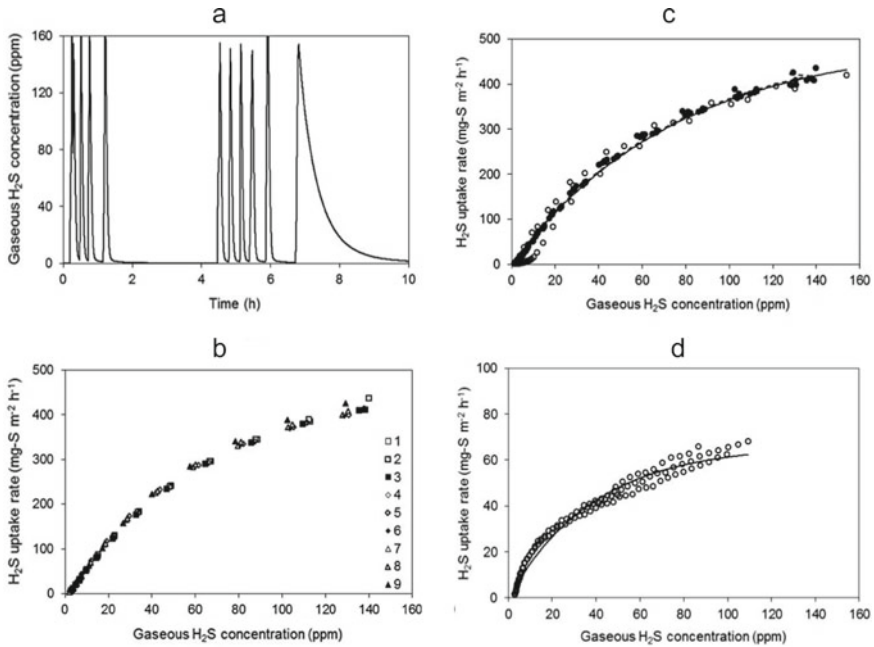 a
Gaseous H₂S concentration (ppm)
160
120
80
40
0
0 2 4 6 8 10
Time (h)
c
H₂S uptake rate (mg-S m⁻² h⁻¹)
500
400
300
200
100
0
0 20 40 60 80 100 120 140 160
Gaseous H₂S concentration (ppm)
b
H₂S uptake rate (mg-S m⁻² h⁻¹)
500
400
300
200
100
0
1
2
3
4
5
6
7
8
9
0 20 40 60 80 100 120 140 160
Gaseous H₂S concentration (ppm)
d
H₂S uptake rate (mg-S m⁻² h⁻¹)
100
80
60
40
20
0
0 20 40 60 80 100 120 140 160
Gaseous H₂S concentration (ppm)